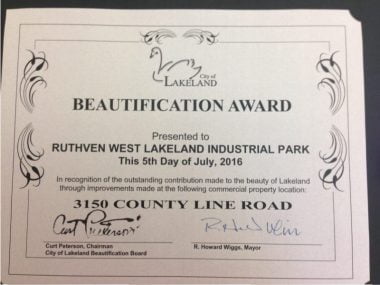 City of
LAKELAND
BEAUTIFICATION AWARD
Presented to
RUTHVEN WEST LAKELAND INDUSTRIAL PARK
This 5th Day of July, 2016
In recognition of the outstanding contribution made to the beauty of Lakeland
through improvements made at the following commercial property location:
3150 COUNTY LINE ROAD
Curt Peterson
Curt Peterson, Chairman
City of Lakeland Beautification Board
R. Howard Wiggs, Mayor